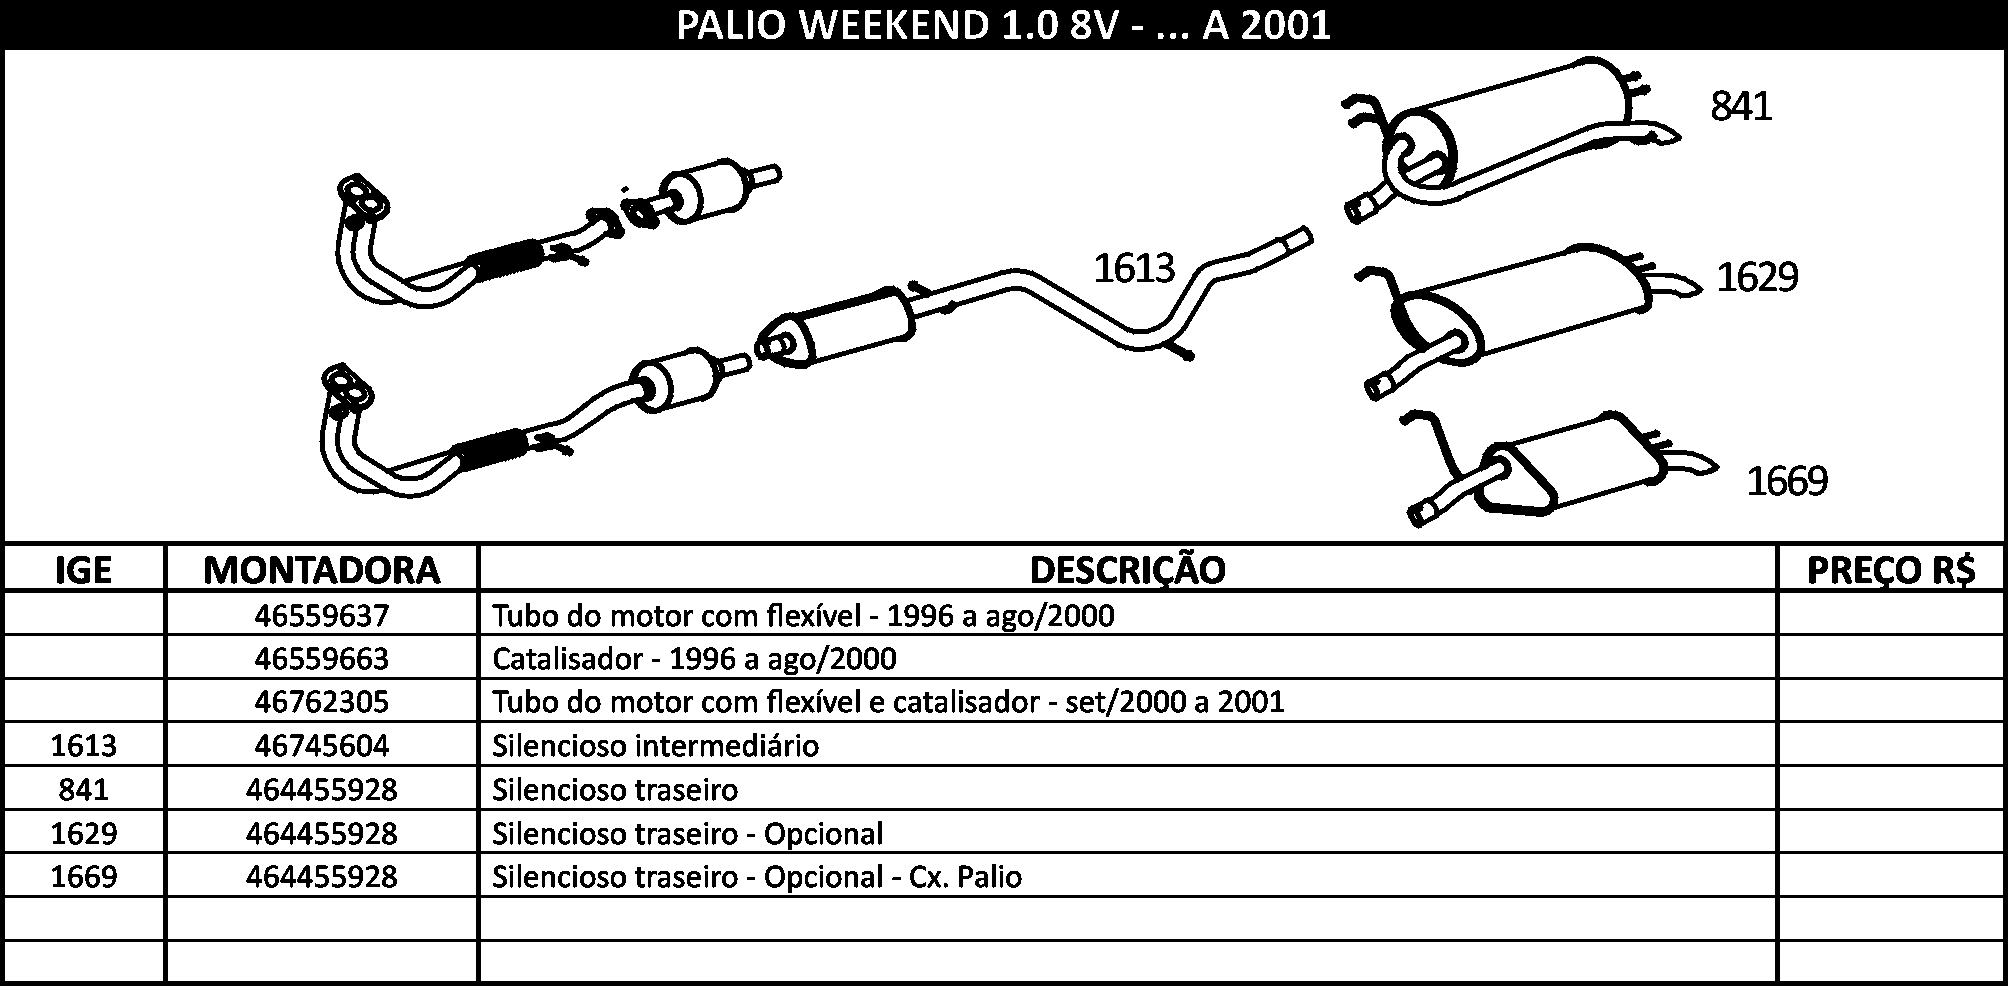 PALIO WEEKEND 1.0 8V - ... A 2001
841
1613
1629
1669
IGE MONTADORA DESCRIÇÃO PREÇO R$
46559637 Tubo do motor com flexível - 1996 a ago/2000
46559663 Catalisador - 1996 a ago/2000
46762305 Tubo do motor com flexível e catalisador - set/2000 a 2001
1613 46745604 Silencioso intermediário
841 464455928 Silencioso traseiro
1629 464455928 Silencioso traseiro - Opcional
1669 464455928 Silencioso traseiro - Opcional - Cx. Palio